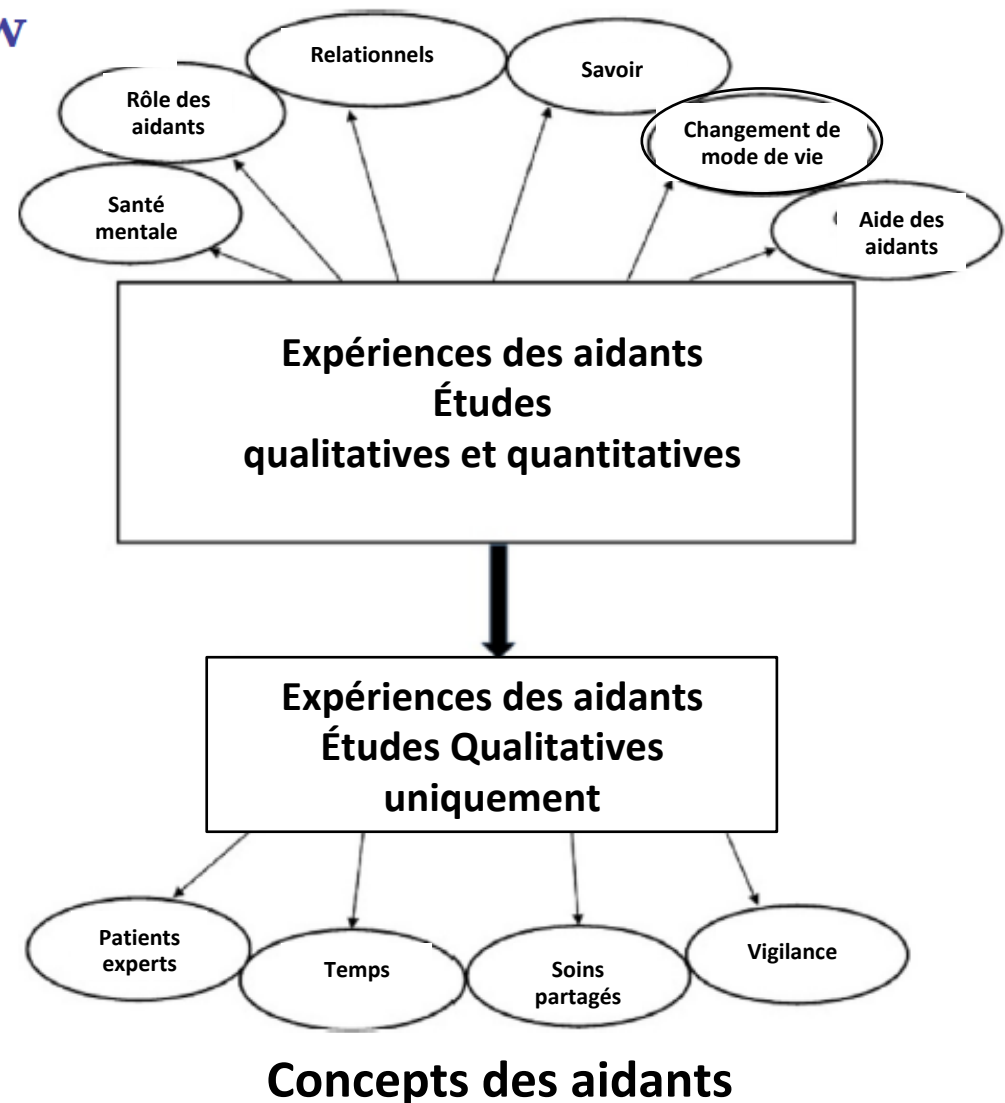 w
Relationnels
Savoir
Rôle des
aidants
Changement de
mode de vie
Santé
mentale
Aide des
aidants
Expériences des aidants
Études
qualitatives et quantitatives
Expériences des aidants
Études Qualitatives
uniquement
Patients
experts
Temps
Soins
partagés
Vigilance
Concepts des aidants